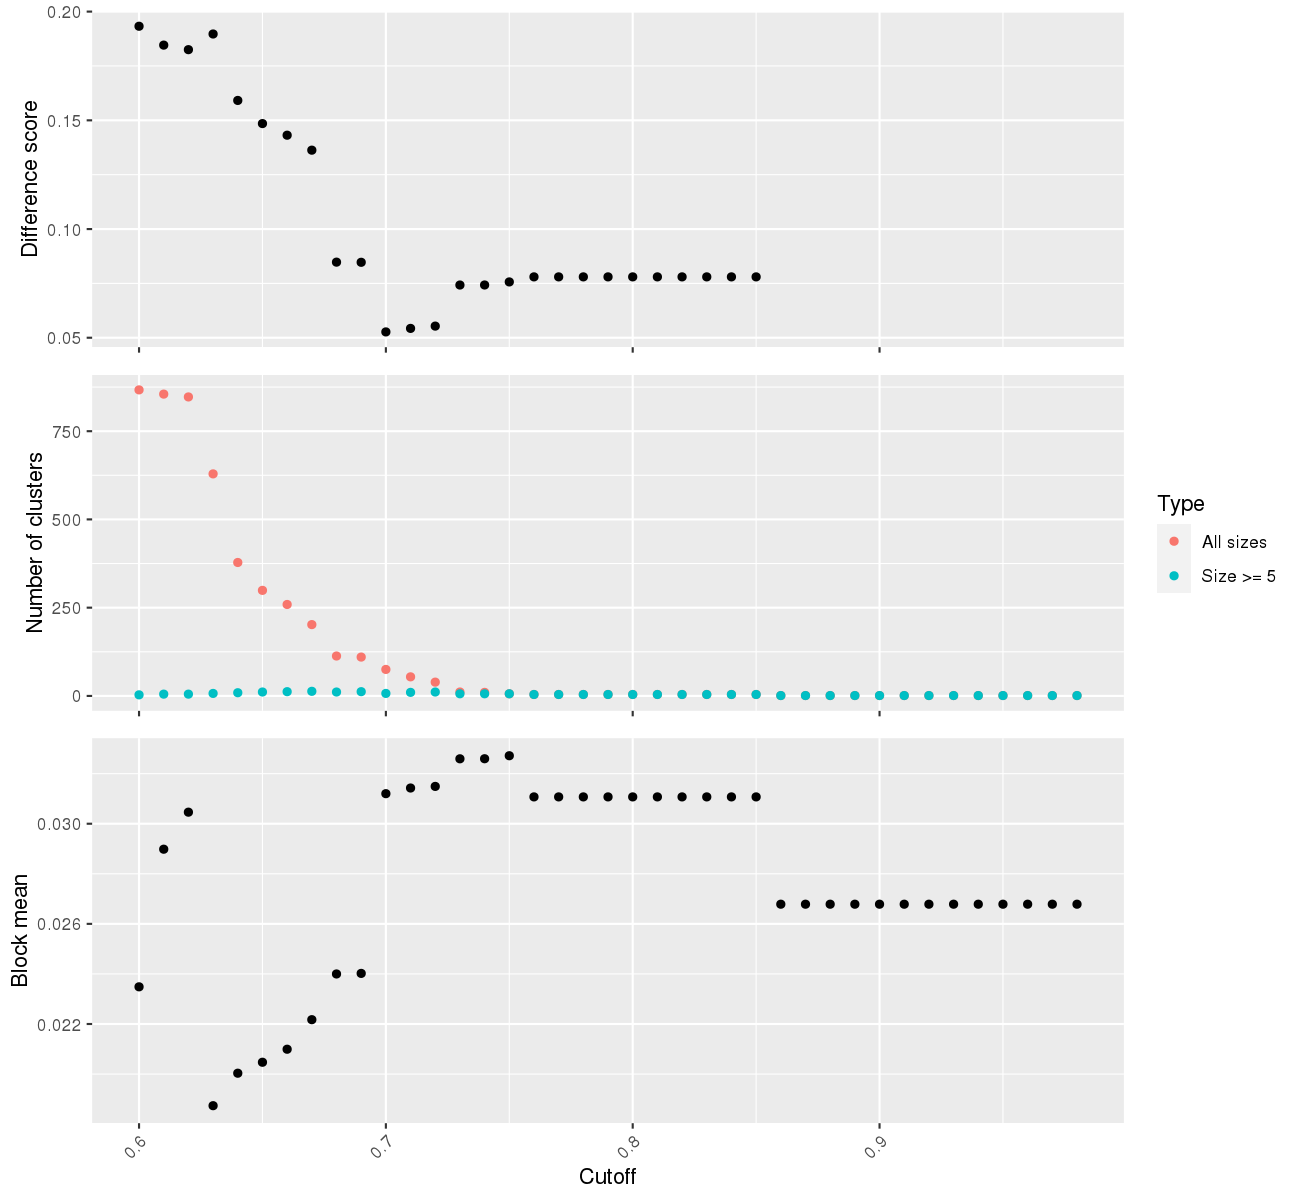 0.20
0.15
0.10
0.05
Difference score
750
500
250
0
Number of clusters
Type
All sizes
Size >= 5
0.030
0.026
0.022
Block mean
0.6
0.7
0.8
0.9
Cutoff